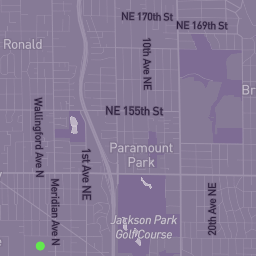 NE 170th St
NE 169th St
Ronald
10th Ave NE
NE 155th St
Wallingford Ave N
Meridian Ave N
1st Ave NE
Paramount
Park
20th Ave NE
Jackson Park
Golf Course